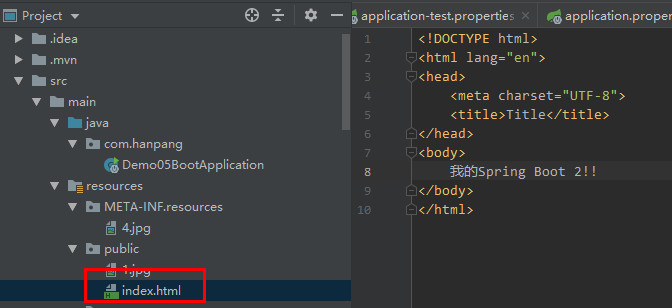 Project
.idea
.mvn
src
main
java
com.hanpang
Demo05BootApplication
resources
META-INF.resources
4.jpg
public
1.jpg
index.html
application-test.properties
application.prope
1 <!DOCTYPE html>
2 <html lang="en">
3 <head>
4 <meta charset="UTF-8">
5 <title>Title</title>
6 </head>
7 <body>
8 我的Spring Boot 2!!
9 </body>
10 </html>